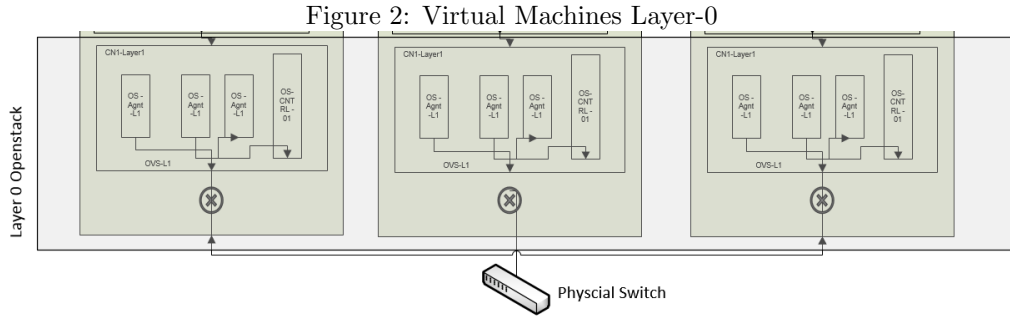 Figure 2: Virtual Machines Layer-0
Layer 0 Openstack
CN1-Layer1
OS -
Agnt
-L1
OS -
Agnt
-L1
OS -
Agnt
-L1
OS-
CNT
RL -
01
OVS-L1
CN1-Layer1
OS -
Agnt
-L1
OS -
Agnt
-L1
OS -
Agnt
-L1
OS-
CNT
RL -
01
OVS-L1
CN1-Layer1
OS -
Agnt
-L1
OS -
Agnt
-L1
OS -
Agnt
-L1
OS-
CNT
RL -
01
OVS-L1
Physcial Switch